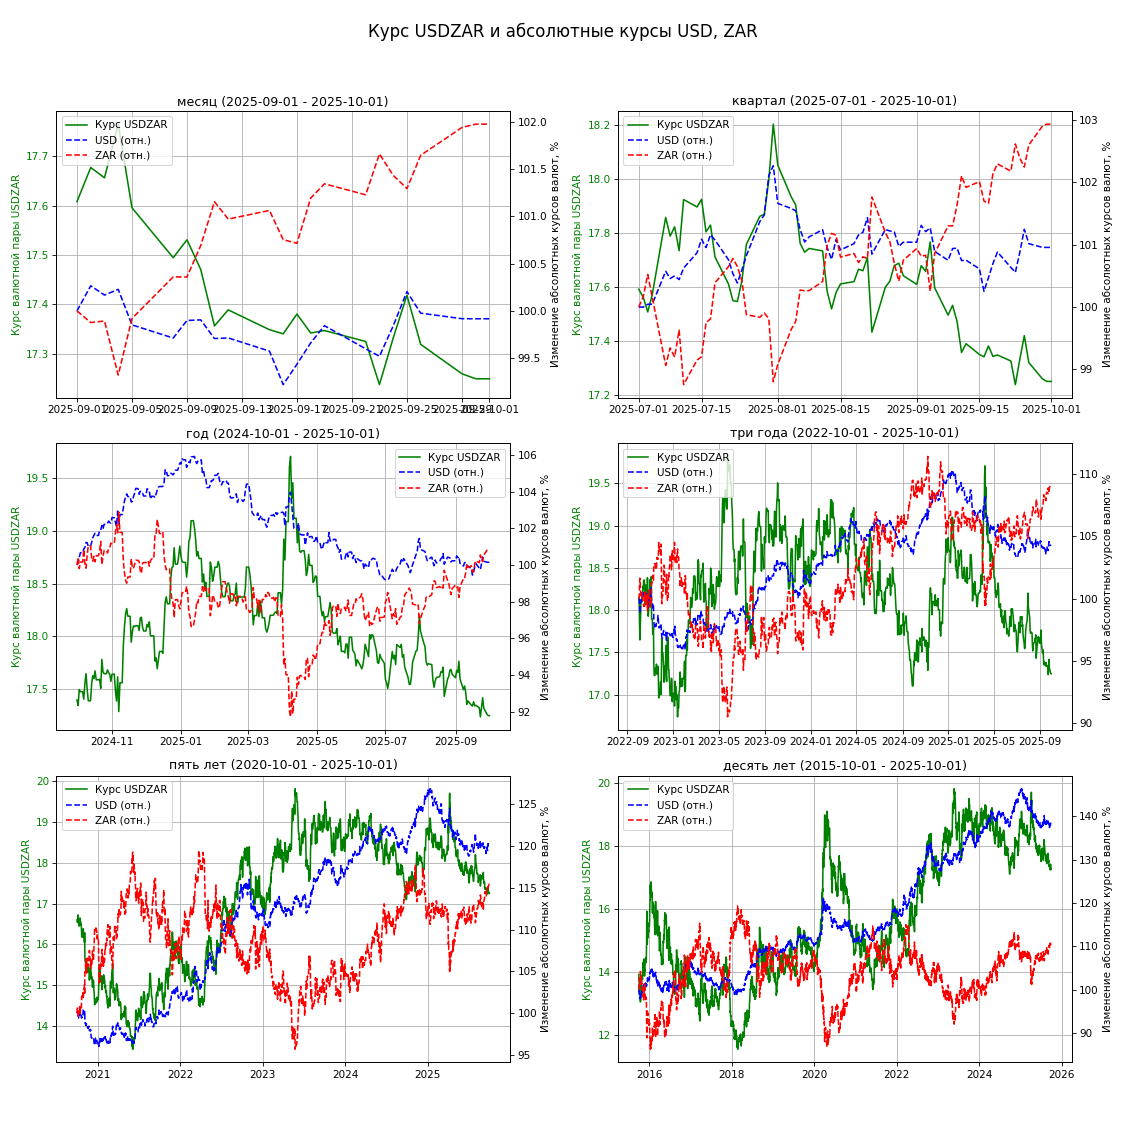 Курс USDZAR и абсолютные курсы USD, ZAR
месяц (2025-09-01 - 2025-10-01)
Курс USDZAR
USD (отн.)
ZAR (отн.)
Курс валютной пары USDZAR
17.7
17.6
17.5
17.4
17.3
102.0
101.5
101.0
100.5
100.0
99.5
Изменение абсолютных курсов валют, %
2025-09-01 2025-09-05 2025-09-09 2025-09-13 2025-09-17 2025-09-21 2025-09-25 2025-09-29 2025-10-01
квартал (2025-07-01 - 2025-10-01)
Курс USDZAR
USD (отн.)
ZAR (отн.)
Курс валютной пары USDZAR
18.2
18.0
17.8
17.6
17.4
17.2
103
102
101
100
99
Изменение абсолютных курсов валют, %
2025-07-01 2025-07-15 2025-08-01 2025-08-15 2025-09-01 2025-09-15 2025-10-01
год (2024-10-01 - 2025-10-01)
Курс USDZAR
USD (отн.)
ZAR (отн.)
Курс валютной пары USDZAR
19.5
19.0
18.5
18.0
17.5
106
104
102
100
98
96
94
92
Изменение абсолютных курсов валют, %
2024-11 2025-01 2025-03 2025-05 2025-07 2025-09
три года (2022-10-01 - 2025-10-01)
Курс USDZAR
USD (отн.)
ZAR (отн.)
Курс валютной пары USDZAR
19.5
19.0
18.5
18.0
17.5
17.0
110
105
100
95
90
Изменение абсолютных курсов валют, %
2022-09 2023-01 2023-05 2023-09 2024-01 2024-05 2024-09 2025-01 2025-05 2025-09
пять лет (2020-10-01 - 2025-10-01)
Курс USDZAR
USD (отн.)
ZAR (отн.)
Курс валютной пары USDZAR
20
19
18
17
16
15
14
125
120
115
110
105
100
95
Изменение абсолютных курсов валют, %
2021 2022 2023 2024 2025
десять лет (2015-10-01 - 2025-10-01)
Курс USDZAR
USD (отн.)
ZAR (отн.)
Курс валютной пары USDZAR
20
18
16
14
12
140
130
120
110
100
90
Изменение абсолютных курсов валют, %
2016 2018 2020 2022 2024 2026